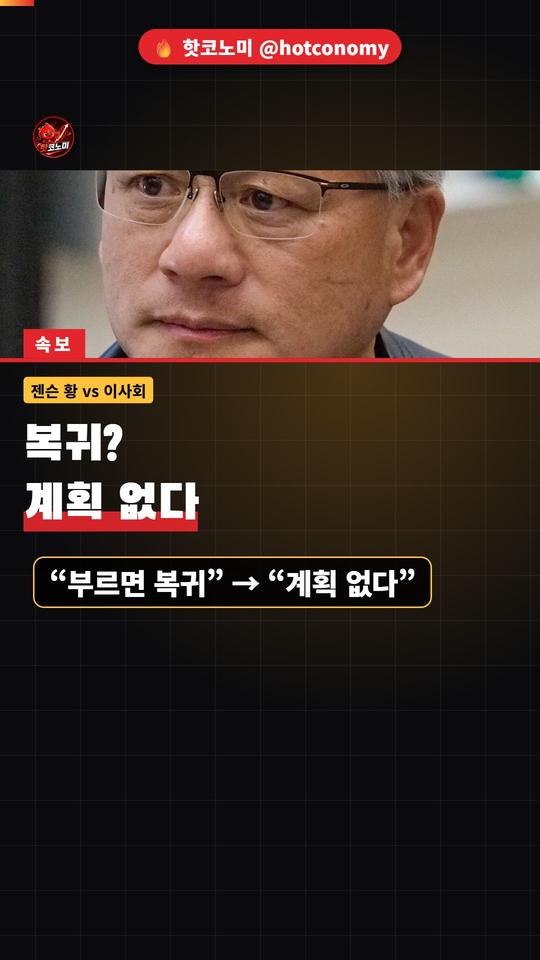 🔥 핫코노미 @hotconomy
핫코노미
속보
젠슨 황 vs 이사회
복귀?
계획 없다
“부르면 복귀” → “계획 없다”